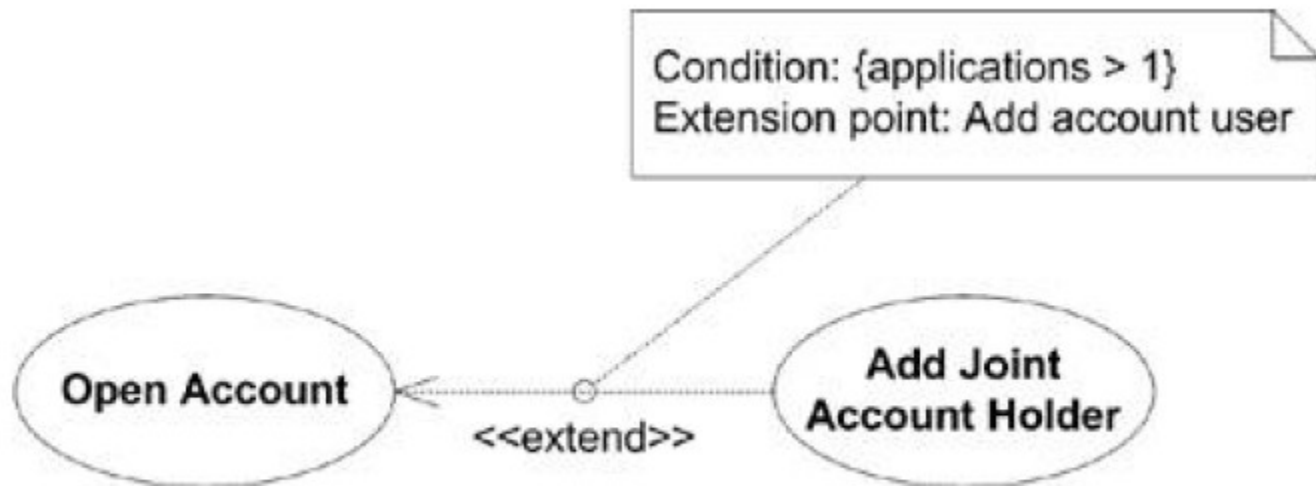 Condition: {applications > 1}
Extension point: Add account user
Open Account
<<extend>>
Add Joint
Account Holder